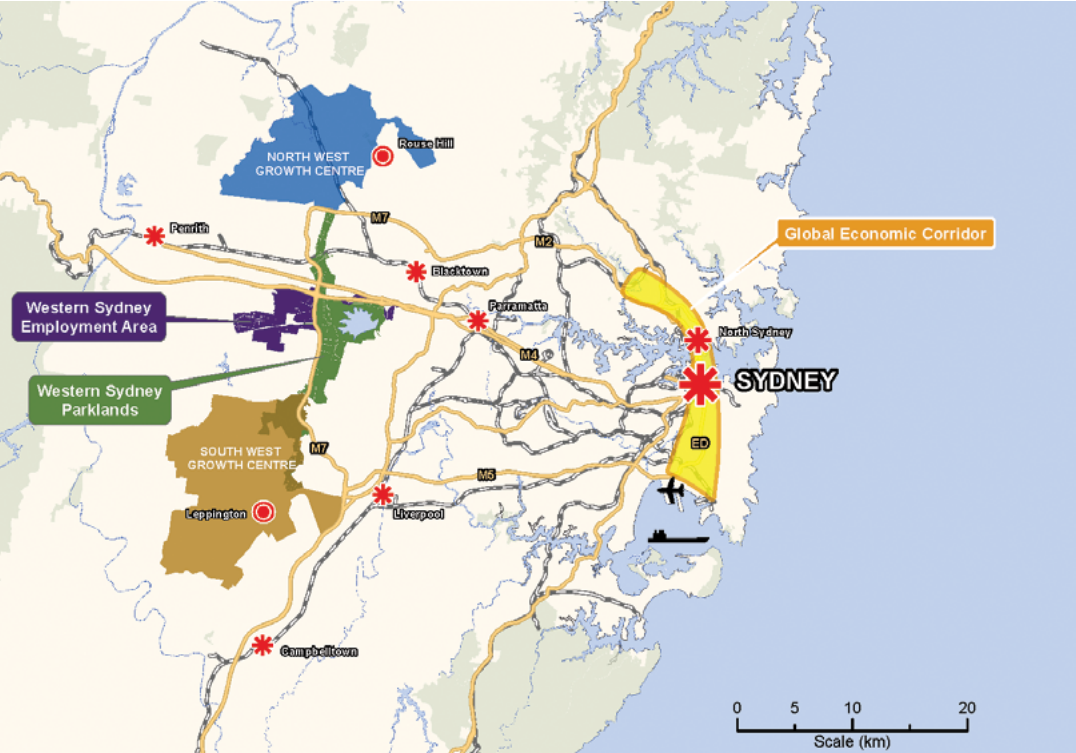 Rouse Hill
NORTH WEST
GROWTH CENTRE
M7
Penrith
M2
Global Economic Corridor
Blacktown
Western Sydney
Employment Area
Parramatta
North Sydney
M4
SYDNEY
Western Sydney
Parklands
ED
M7
SOUTH WEST
GROWTH CENTRE
M5
Leppington
Liverpool
Campbelltown
0 5 10 20
Scale (km)